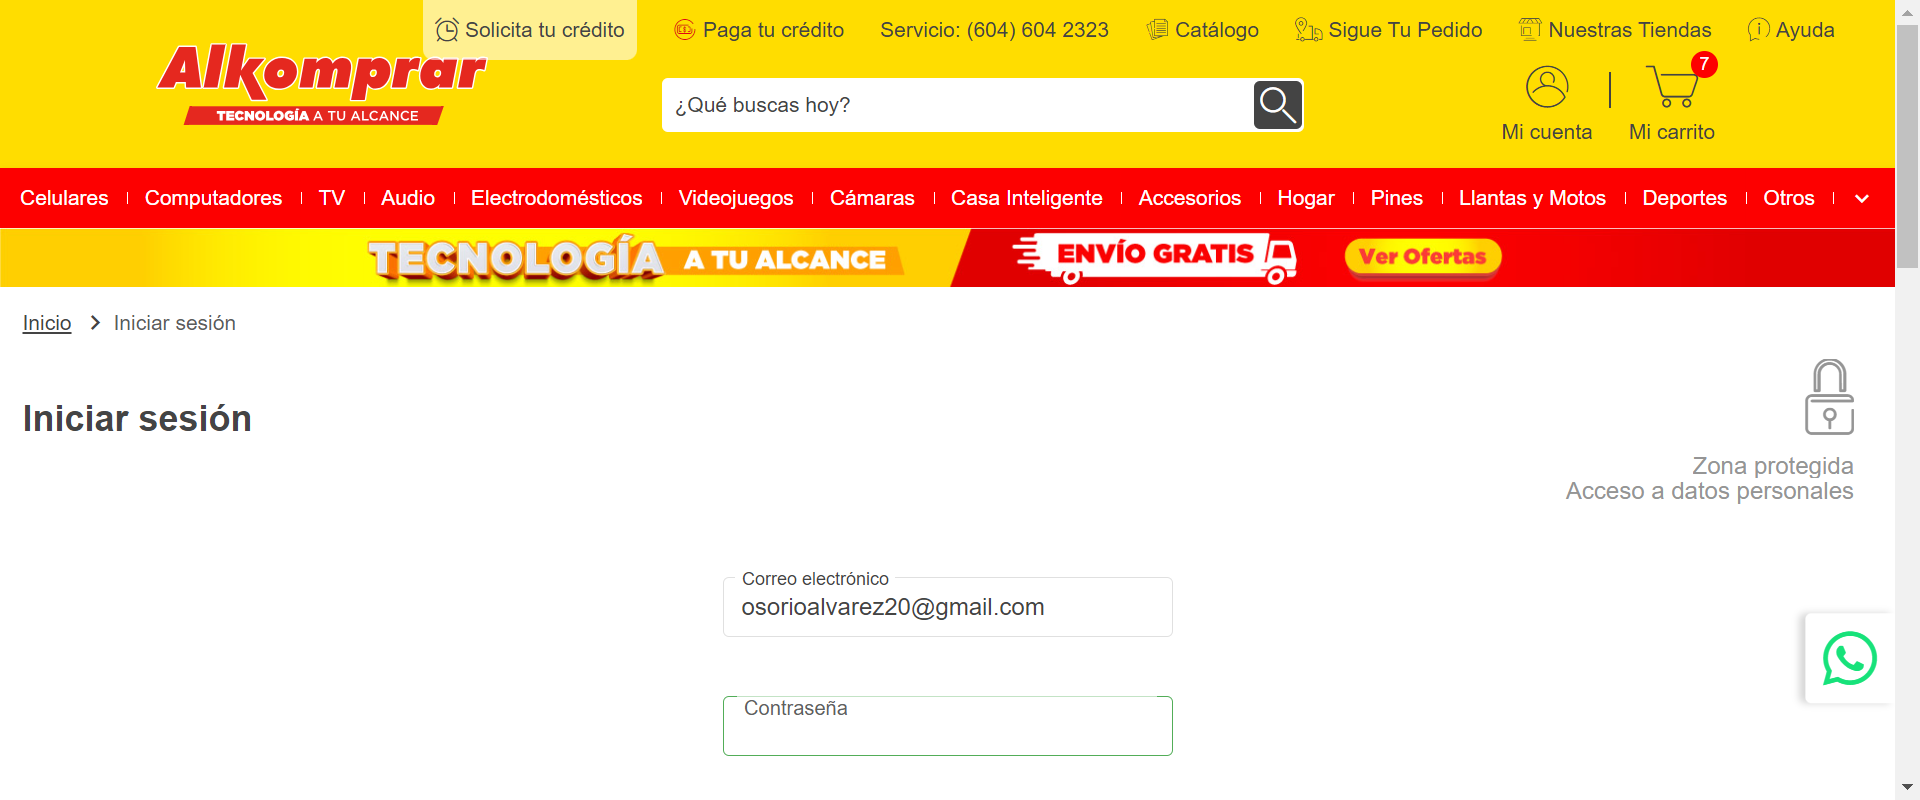 Solicita tu crédito
Paga tu crédito
Servicio: (604) 604 2323
Catálogo
Sigue Tu Pedido
Nuestras Tiendas
Ayuda
Alkomprar
TECNOLOGÍA A TU ALCANCE
¿Qué buscas hoy?
7
Mi cuenta
Mi carrito
Celulares
Computadores
TV
Audio
Electrodomésticos
Videojuegos
Cámaras
Casa Inteligente
Accesorios
Hogar
Pines
Llantas y Motos
Deportes
Otros
TECNOLOGÍA A TU ALCANCE
ENVÍO GRATIS
Ver Ofertas
Inicio
Iniciar sesión
Iniciar sesión
Zona protegida
Acceso a datos personales
Correo electrónico
osorioalvarez20@gmail.com
Contraseña